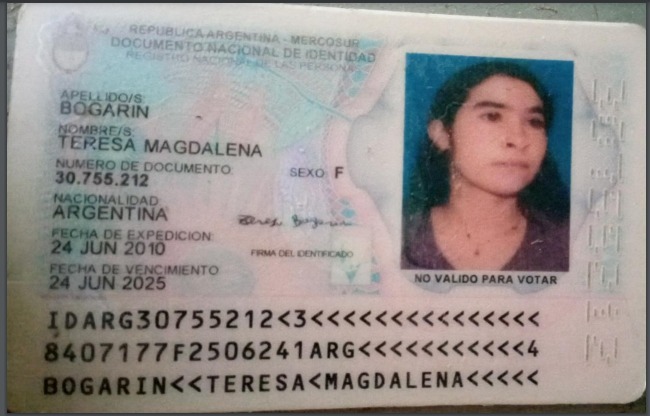 REPUBLICA ARGENTINA - MERCOSUR
DOCUMENTO NACIONAL DE IDENTIDAD
REGISTRO NACIONAL DE LAS PERSONAS
APELLIDO/S
BOGARIN
NOMBRE/S
TERESA MAGDALENA
NUMERO DE DOCUMENTO:
30.755.212
SEXO F
NACIONALIDAD
ARGENTINA
FECHA DE EXPEDICION:
24 JUN 2010
FIRMA DEL IDENTIFICADO
FECHA DE VENCIMIENTO
24 JUN 2025
NO VALIDO PARA VOTAR
IDARG30755212<3<<<<<<<<<<<<<<<
8407177F2506241ARG<<<<<<<<<<<4
BOGARIN<<TERESA<MAGDALENA<<<<<